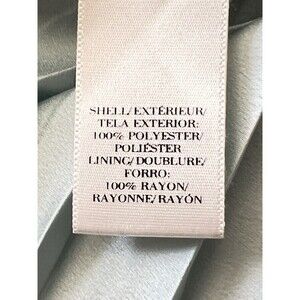 SHELL/EXTÉRIEUR/
TELA EXTERIOR:
100% POLYESTER/
POLIÉSTER
LINING/DOUBLURE/
FORRO:
100% RAYON/
RAYONNE/RAYÓN